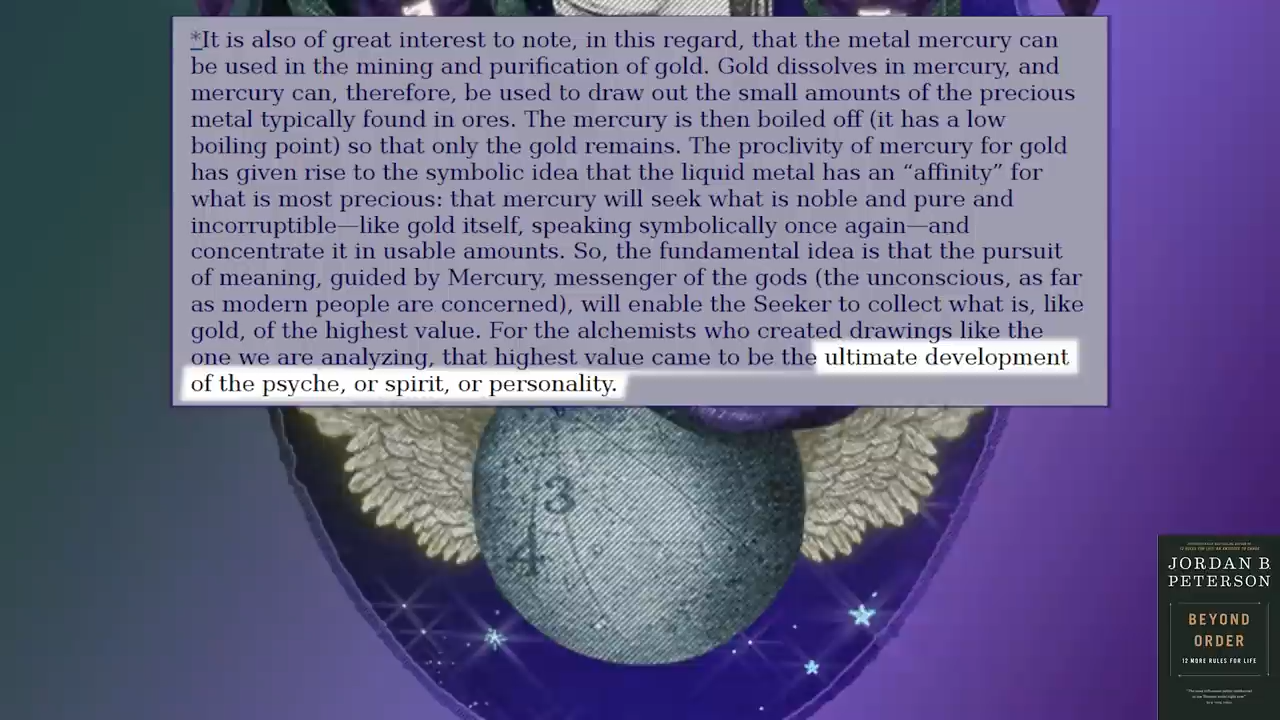 *It is also of great interest to note, in this regard, that the metal mercury can
be used in the mining and purification of gold. Gold dissolves in mercury, and
mercury can, therefore, be used to draw out the small amounts of the precious
metal typically found in ores. The mercury is then boiled off (it has a low
boiling point) so that only the gold remains. The proclivity of mercury for gold
has given rise to the symbolic idea that the liquid metal has an “affinity” for
what is most precious: that mercury will seek what is noble and pure and
incorruptible—like gold itself, speaking symbolically once again—and
concentrate it in usable amounts. So, the fundamental idea is that the pursuit
of meaning, guided by Mercury, messenger of the gods (the unconscious, as far
as modern people are concerned), will enable the Seeker to collect what is, like
gold, of the highest value. For the alchemists who created drawings like the
one we are analyzing, that highest value came to be the ultimate development
of the psyche, or spirit, or personality.
3
4
JORDAN B
PETERSON
BEYOND
ORDER
12 MORE RULES FOR LIFE